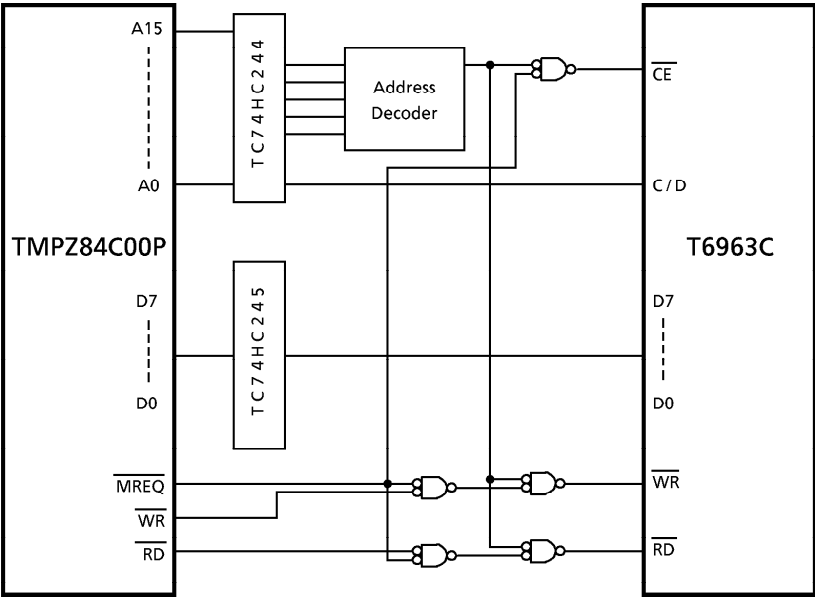 A15
A0
TMPZ84C00P
D7
D0
MREQ
WR
RD
TC74HC244
TC74HC245
Address
Decoder
CE
C/D
T6963C
D7
D0
WR
RD